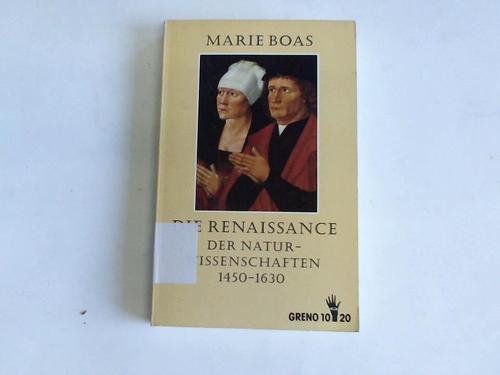 MARIE BOAS
DIE RENAISSANCE
DER NATUR-
WISSENSCHAFTEN
1450-1630
GRENO 10 20